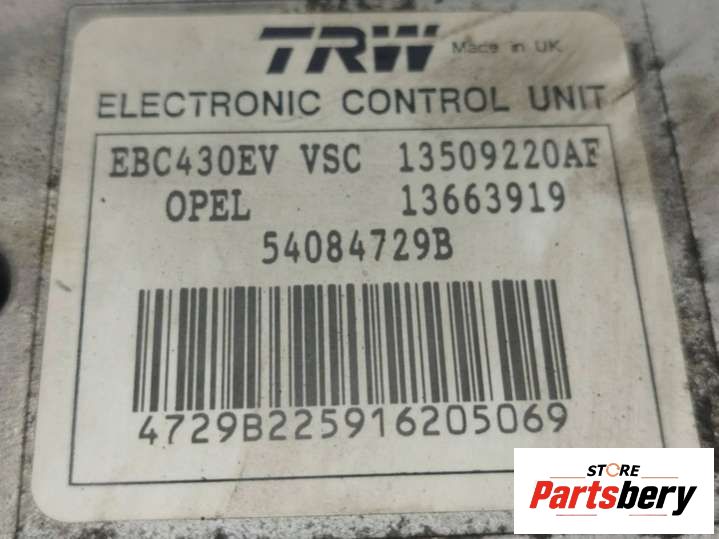 TRW Made in UK
ELECTRONIC CONTROL UNIT
EBC430EV VSC 13509220AF
OPEL 13663919
54084729B
4729B225916205069
STORE
Partsbery